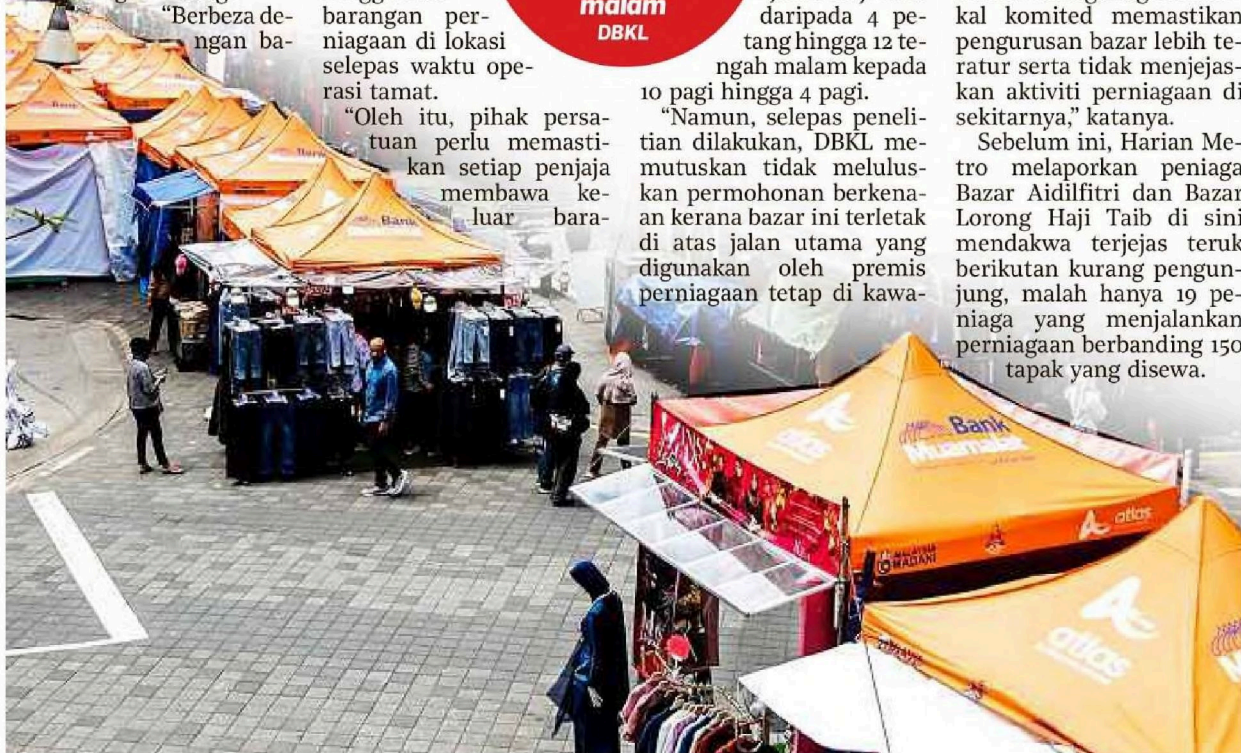 "Berbeza de-
ngan ba-
barangan per-
niagaan di lokasi
selepas waktu ope-
rasi tamat.
"Oleh itu, pihak persa-
tuan perlu memasti-
kan setiap penjaja
membawa ke-
luar bara-
malam
DBKL
daripada 4 pe-
tang hingga 12 te-
ngah malam kepada
10 pagi hingga 4 pagi.
"Namun, selepas peneli-
tian dilakukan, DBKL me-
mutuskan tidak melulus-
kan permohonan berkena-
an kerana bazar ini terletak
di atas jalan utama yang
digunakan oleh premis
perniagaan tetap di kawa-
kal komited memastikan
pengurusan bazar lebih te-
ratur serta tidak menjejas-
kan aktiviti perniagaan di
sekitarnya," katanya.
Sebelum ini, Harian Me-
tro melaporkan peniaga
Bazar Aidilfitri dan Bazar
Lorong Haji Taib di sini
mendakwa terjejas teruk
berikutan kurang pengun-
jung, malah hanya 19 pe-
niaga yang menjalankan
perniagaan berbanding 150
tapak yang disewa.
Bank
Bank
atlas
Bank
Muamalat
atlas
MALAYSIA
MADANI
atlas